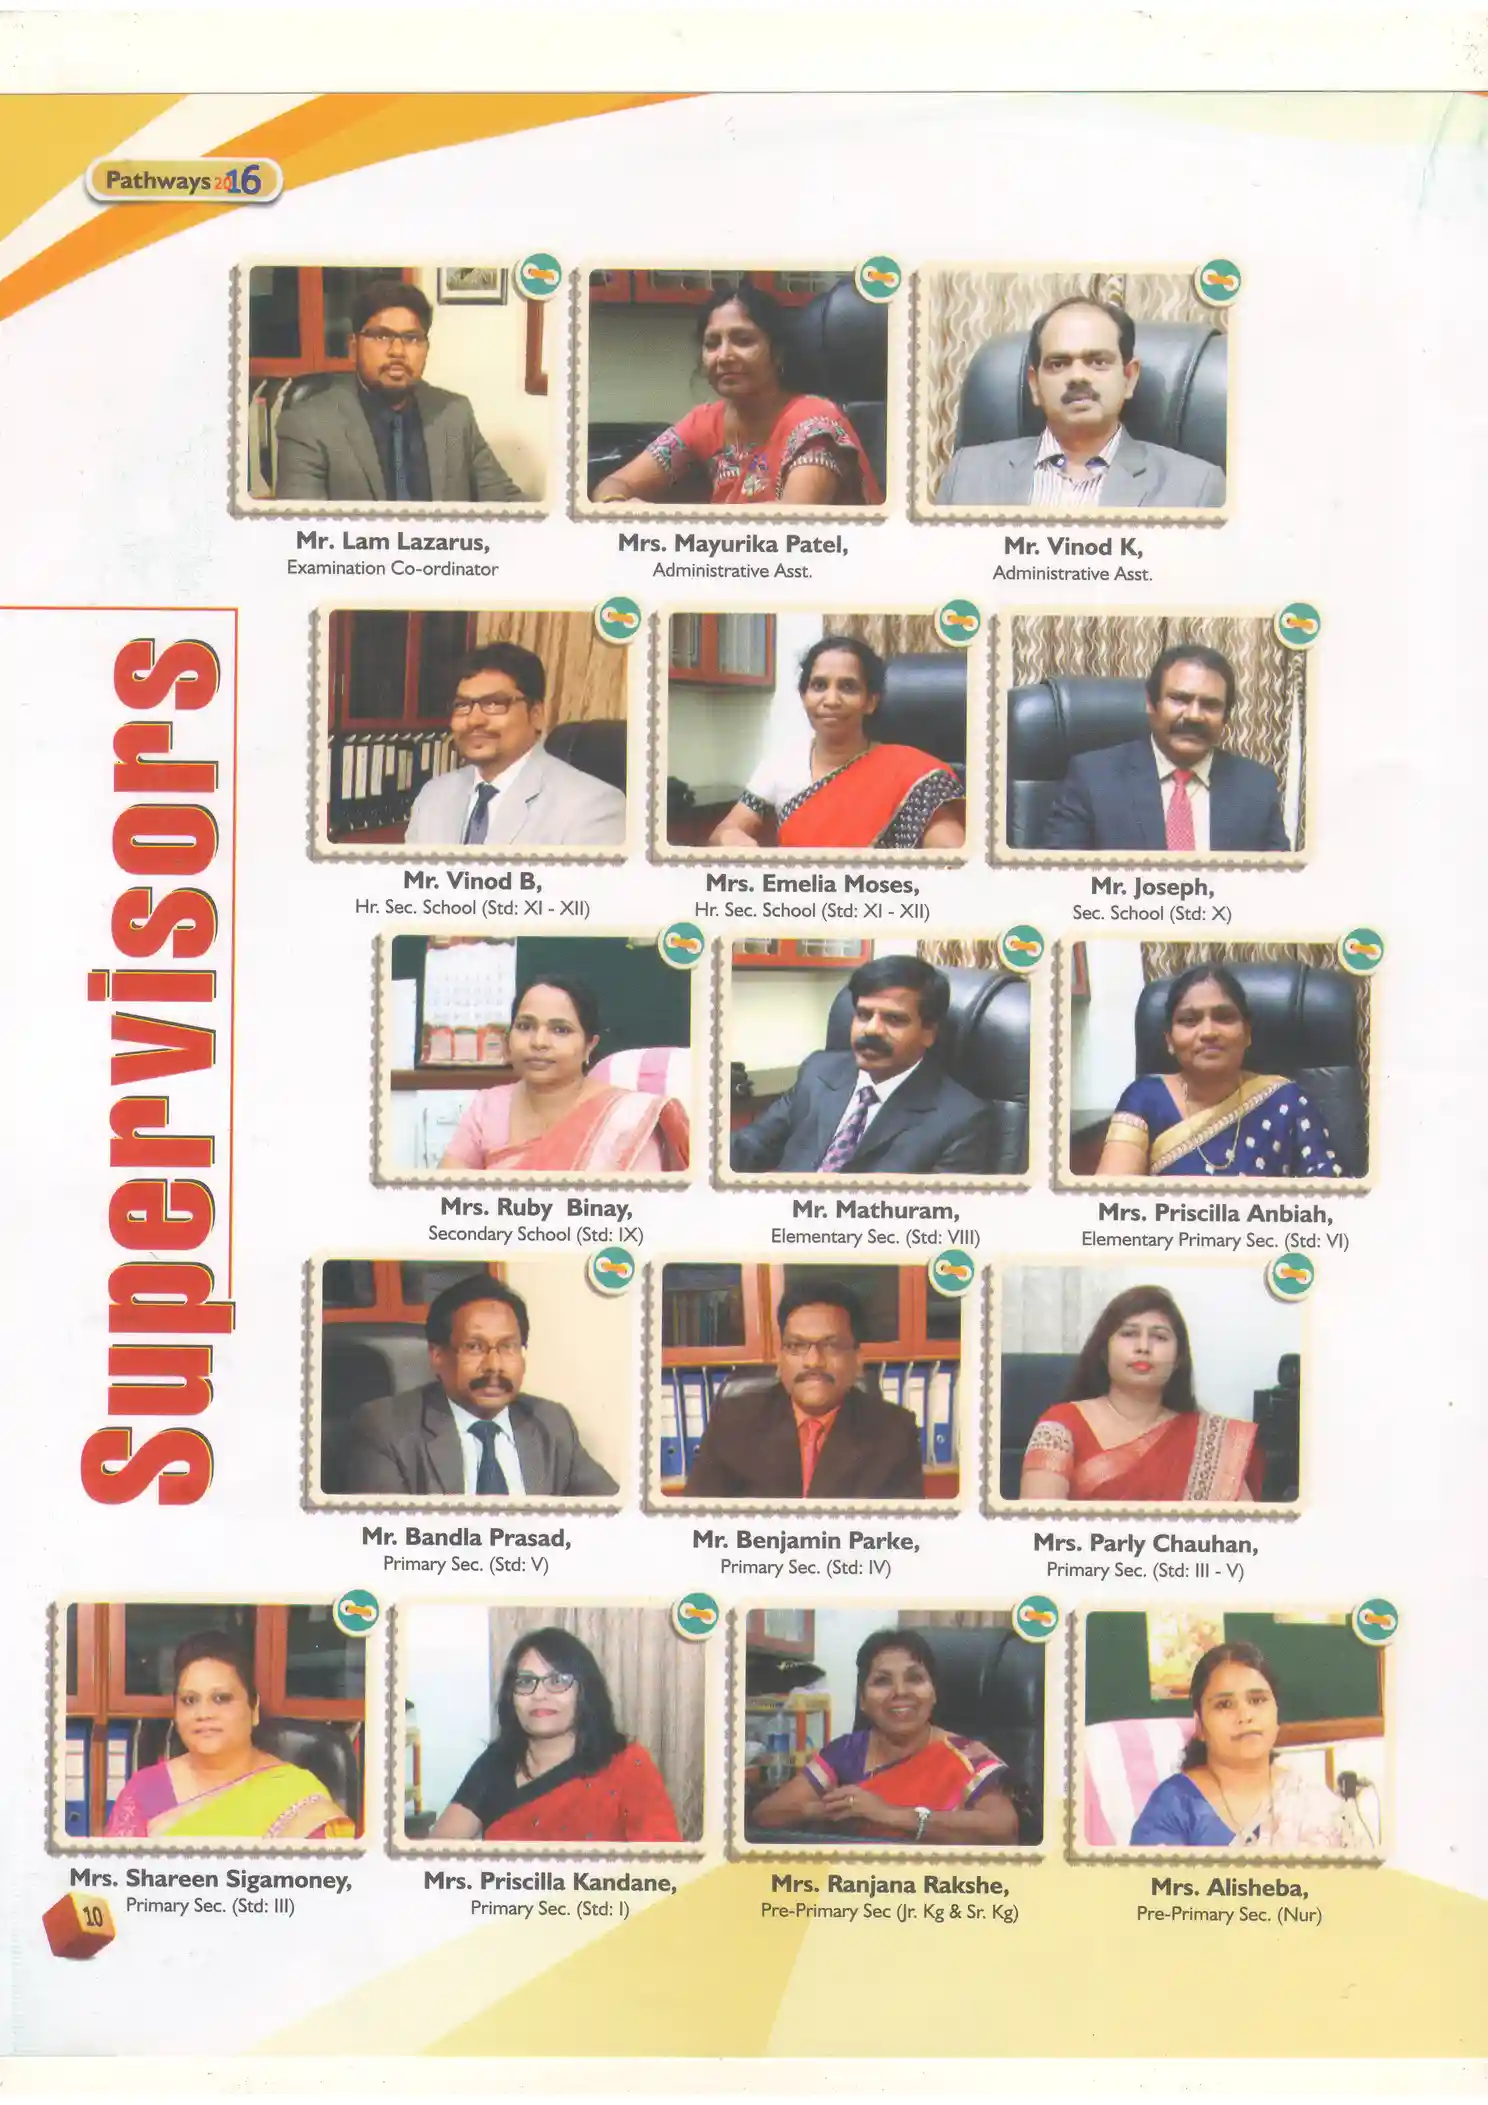 Pathways 2016
Mr. Lam Lazarus,
Examination Co-ordinator
Mrs. Mayurika Patel,
Administrative Asst.
Mr. Vinod K,
Administrative Asst.
Supervisors
Mr. Vinod B,
Hr. Sec. School (Std: XI - XII)
Mrs. Emelia Moses,
Hr. Sec. School (Std: XI - XII)
Mr. Joseph,
Sec. School (Std: X)
Mrs. Ruby Binay,
Secondary School (Std: IX)
Mr. Mathuram,
Elementary Sec. (Std: VIII)
Mrs. Priscilla Anbiah,
Elementary Primary Sec. (Std: VI)
Mr. Bandla Prasad,
Primary Sec. (Std: V)
Mr. Benjamin Parke,
Primary Sec. (Std: IV)
Mrs. Parly Chauhan,
Primary Sec. (Std: III - V)
Mrs. Shareen Sigamoney,
Primary Sec. (Std: III)
Mrs. Priscilla Kandane,
Primary Sec. (Std: I)
Mrs. Ranjana Rakshe,
Pre-Primary Sec (Jr. Kg & Sr. Kg)
Mrs. Alisheba,
Pre-Primary Sec. (Nur)
10